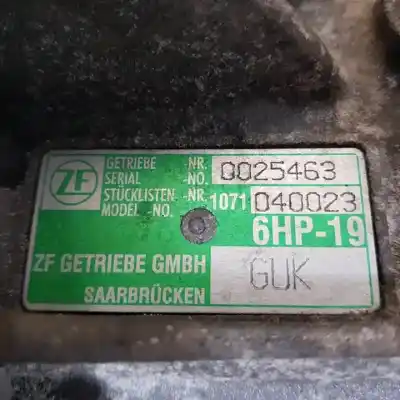 ZF
GETRIEBE -NR.
SERIAL -NO. 0025463
STÜCKLISTEN -NR.
MODEL -NO. 1071 040023
6HP-19
ZF GETRIEBE GMBH GUK
SAARBRÜCKEN